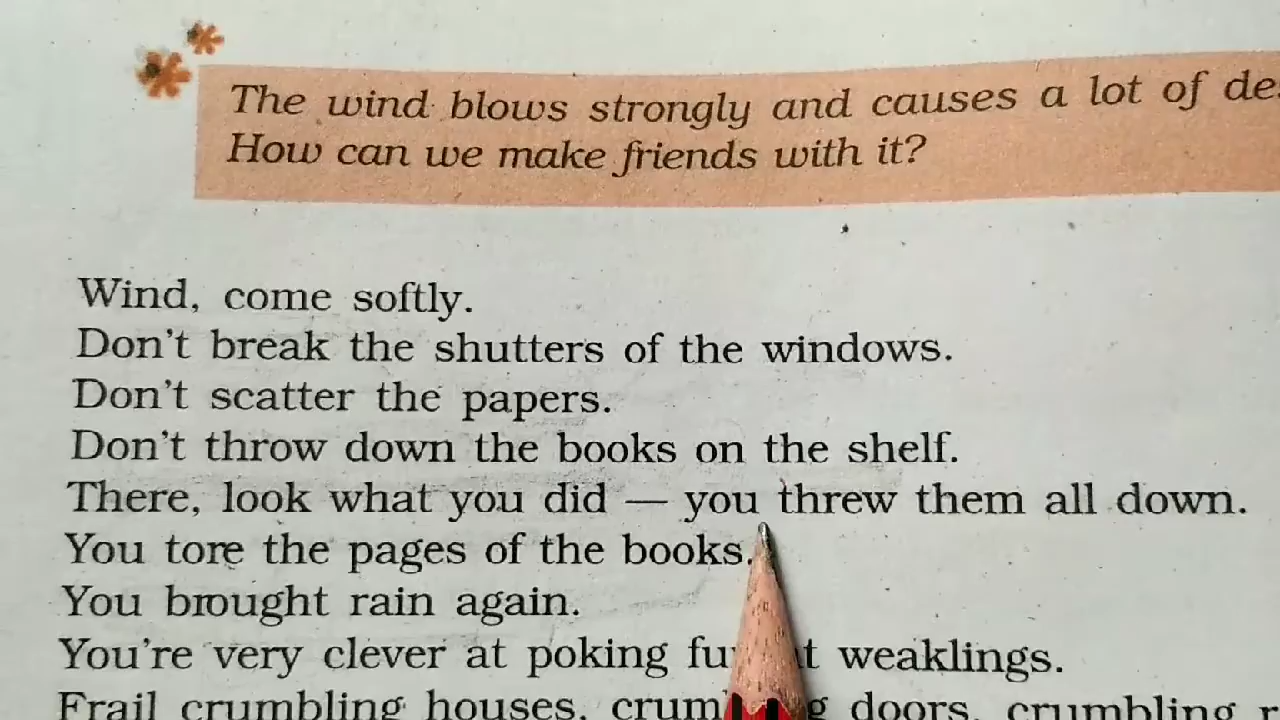 The wind blows strongly and causes a lot of
How can we make friends with it?
Wind, come softly.
Don't break the shutters of the windows.
Don't scatter the papers.
Don't throw down the books on the shelf.
There, look what you did — you threw them all down.
You tore the pages of the books.
You brought rain again.
You're very clever at poking at weaklings.
Frail crumbling houses, doors, crumbling